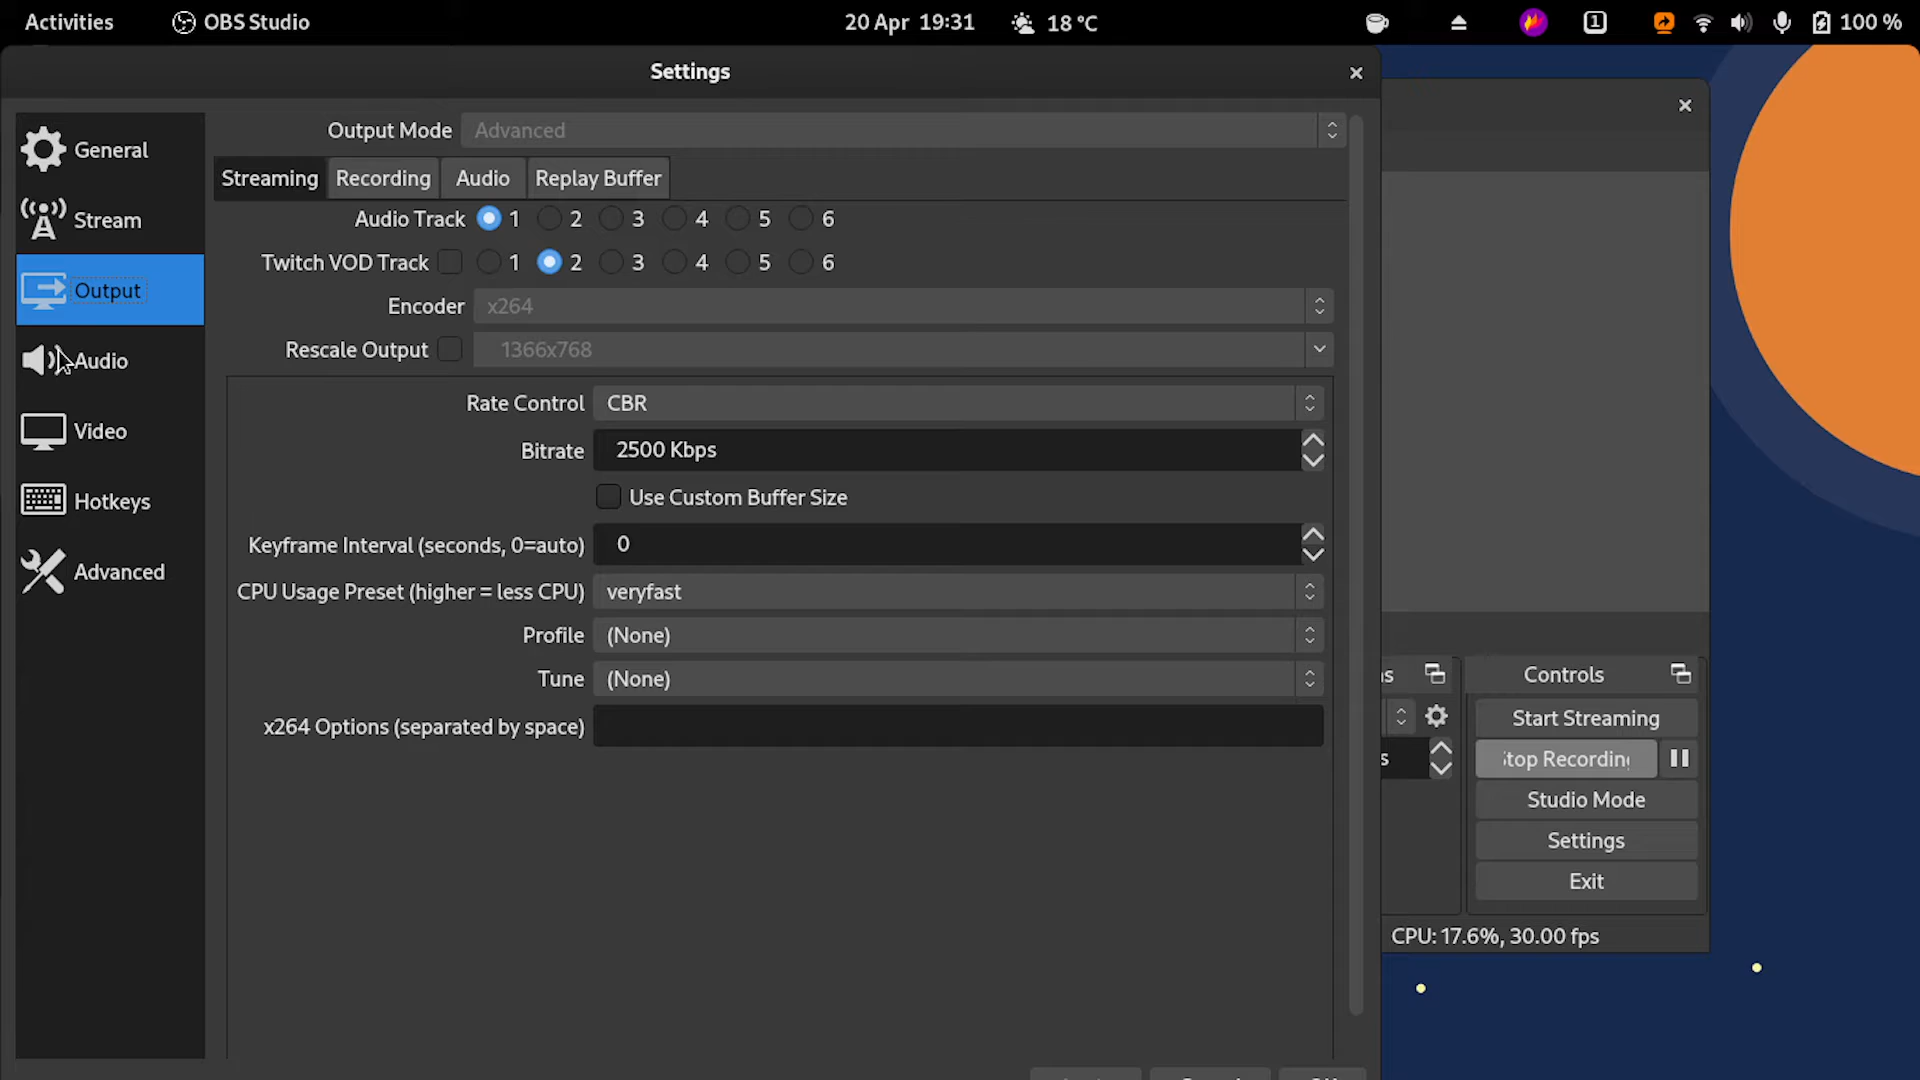 Activities
OBS Studio
20 Apr 19:31
18 °C
1
100 %
Settings
General
Stream
Output
Audio
Video
Hotkeys
Advanced
Output Mode Advanced
Streaming Recording Audio Replay Buffer
Audio Track 1 2 3 4 5 6
Twitch VOD Track 1 2 3 4 5 6
Encoder x264
Rescale Output 1366x768
Rate Control CBR
Bitrate 2500 Kbps
Use Custom Buffer Size
Keyframe Interval (seconds, 0=auto) 0
CPU Usage Preset (higher = less CPU) veryfast
Profile (None)
Tune (None)
x264 Options (separated by space)
Controls
Start Streaming
top Recording
Studio Mode
Settings
Exit
CPU: 17.6%, 30.00 fps